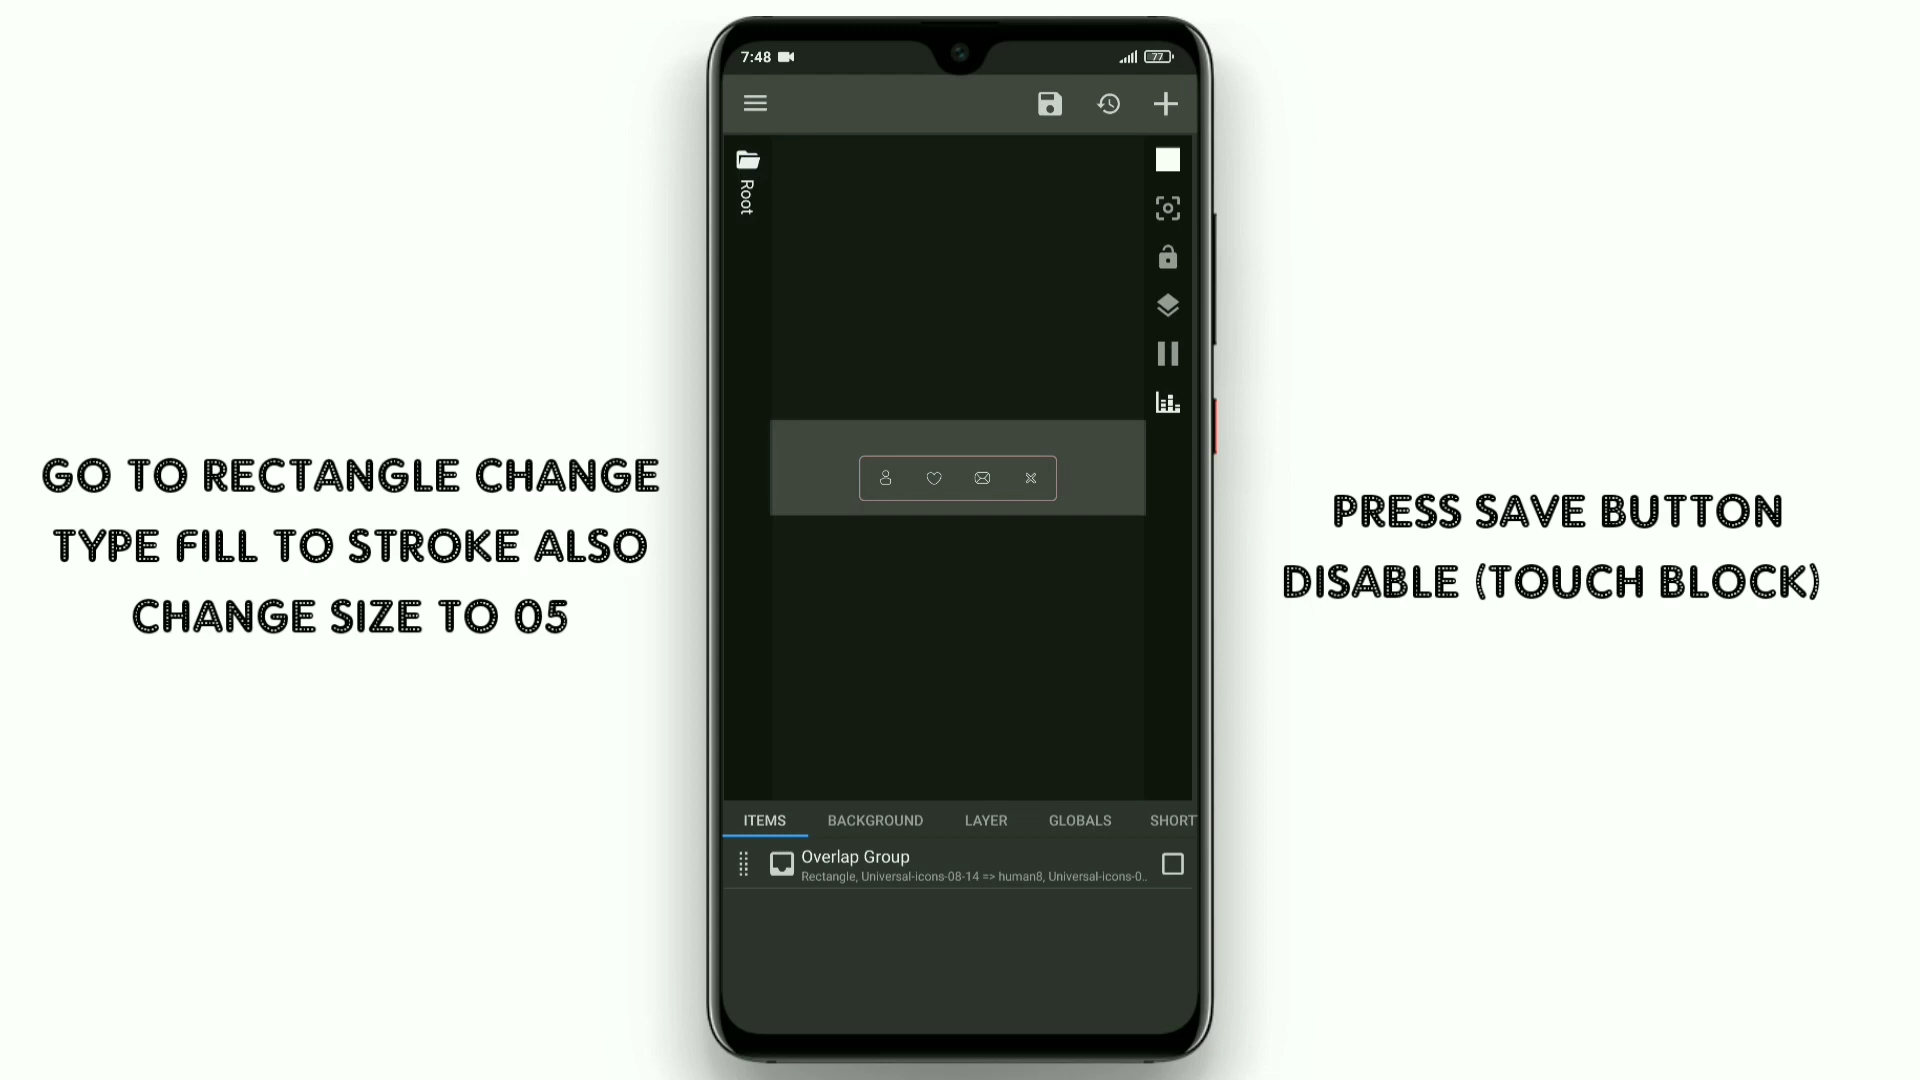 GO TO RECTANGLE CHANGE
TYPE FILL TO STROKE ALSO
CHANGE SIZE TO 05
7:48
77
Root
ITEMS BACKGROUND LAYER GLOBALS SHORT
Overlap Group
Rectangle, Universal-icons-08-14 => human8, Universal-icons-0..
PRESS SAVE BUTTON
DISABLE (TOUCH BLOCK)